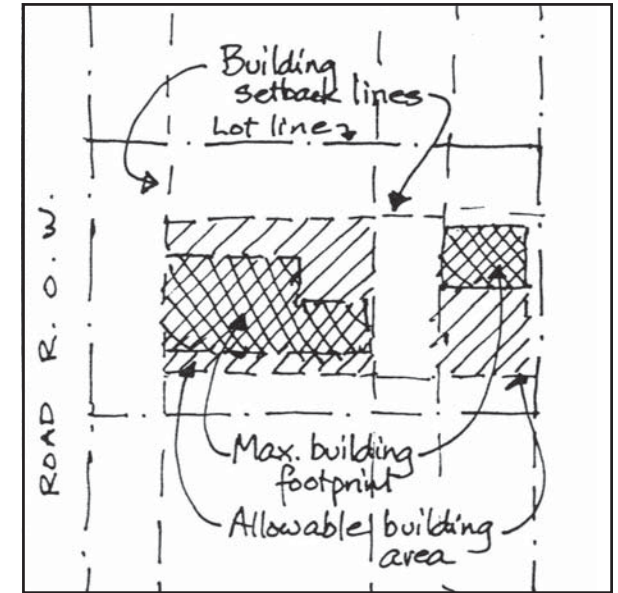 Building
setback lines
Lot line
ROAD R.O.W.
Max. building
footprint
Allowable building
area